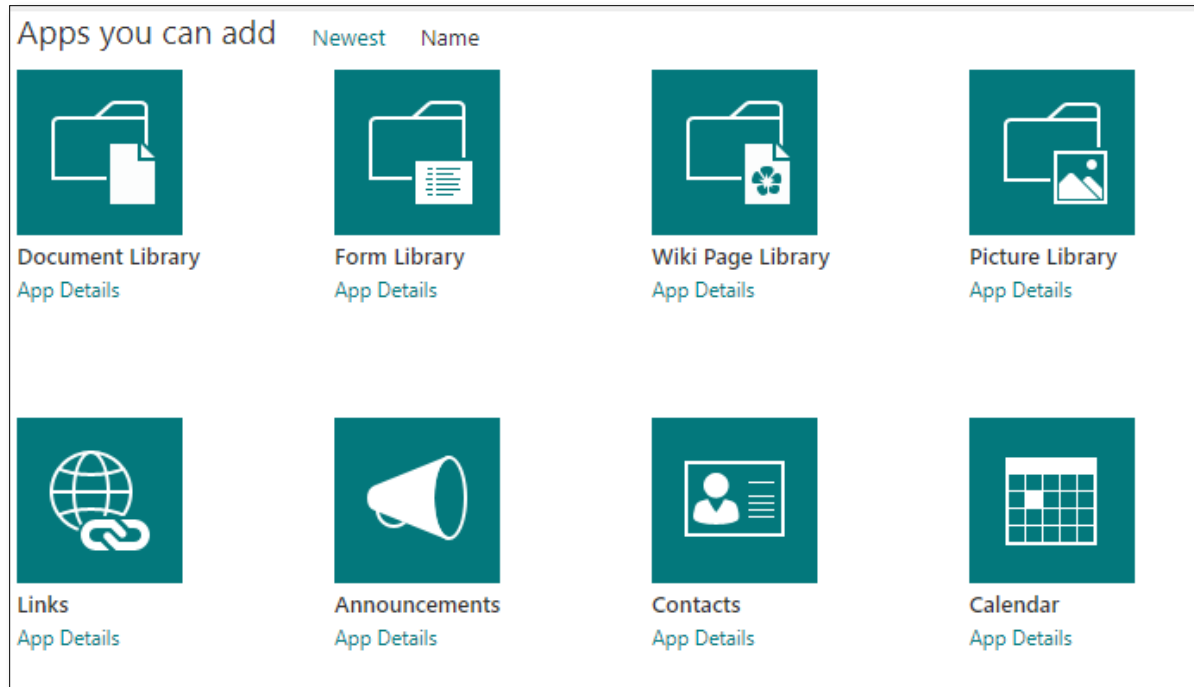 Apps you can add Newest Name
Document Library Form Library Wiki Page Library Picture Library
App Details App Details App Details App Details
Links Announcements Contacts Calendar
App Details App Details App Details App Details